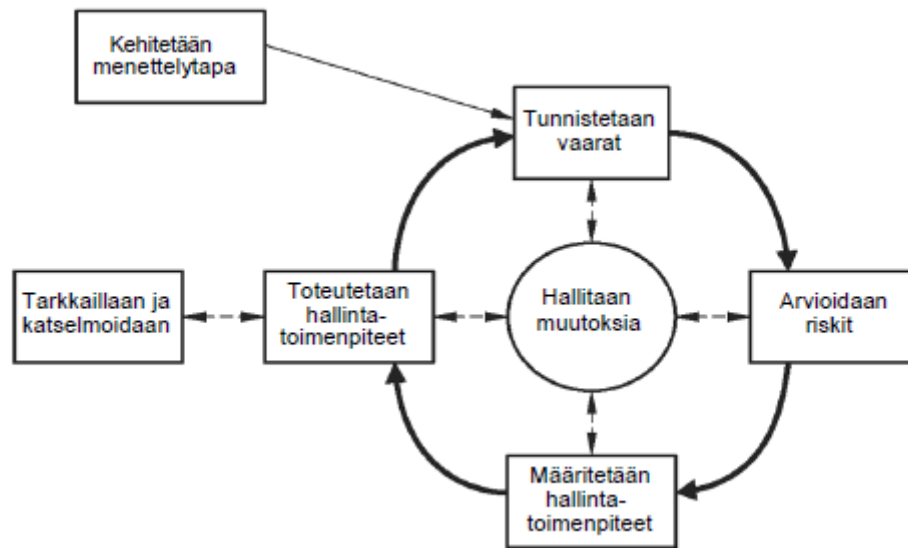 Kehitetään
menettelytapa
Tunnistetaan
vaarat
Tarkkaillaan ja
katselmoidaan
Toteutetaan
hallinta-
toimenpiteet
Hallitaan
muutoksia
Arvioidaan
riskit
Määritetään
hallinta-
toimenpiteet